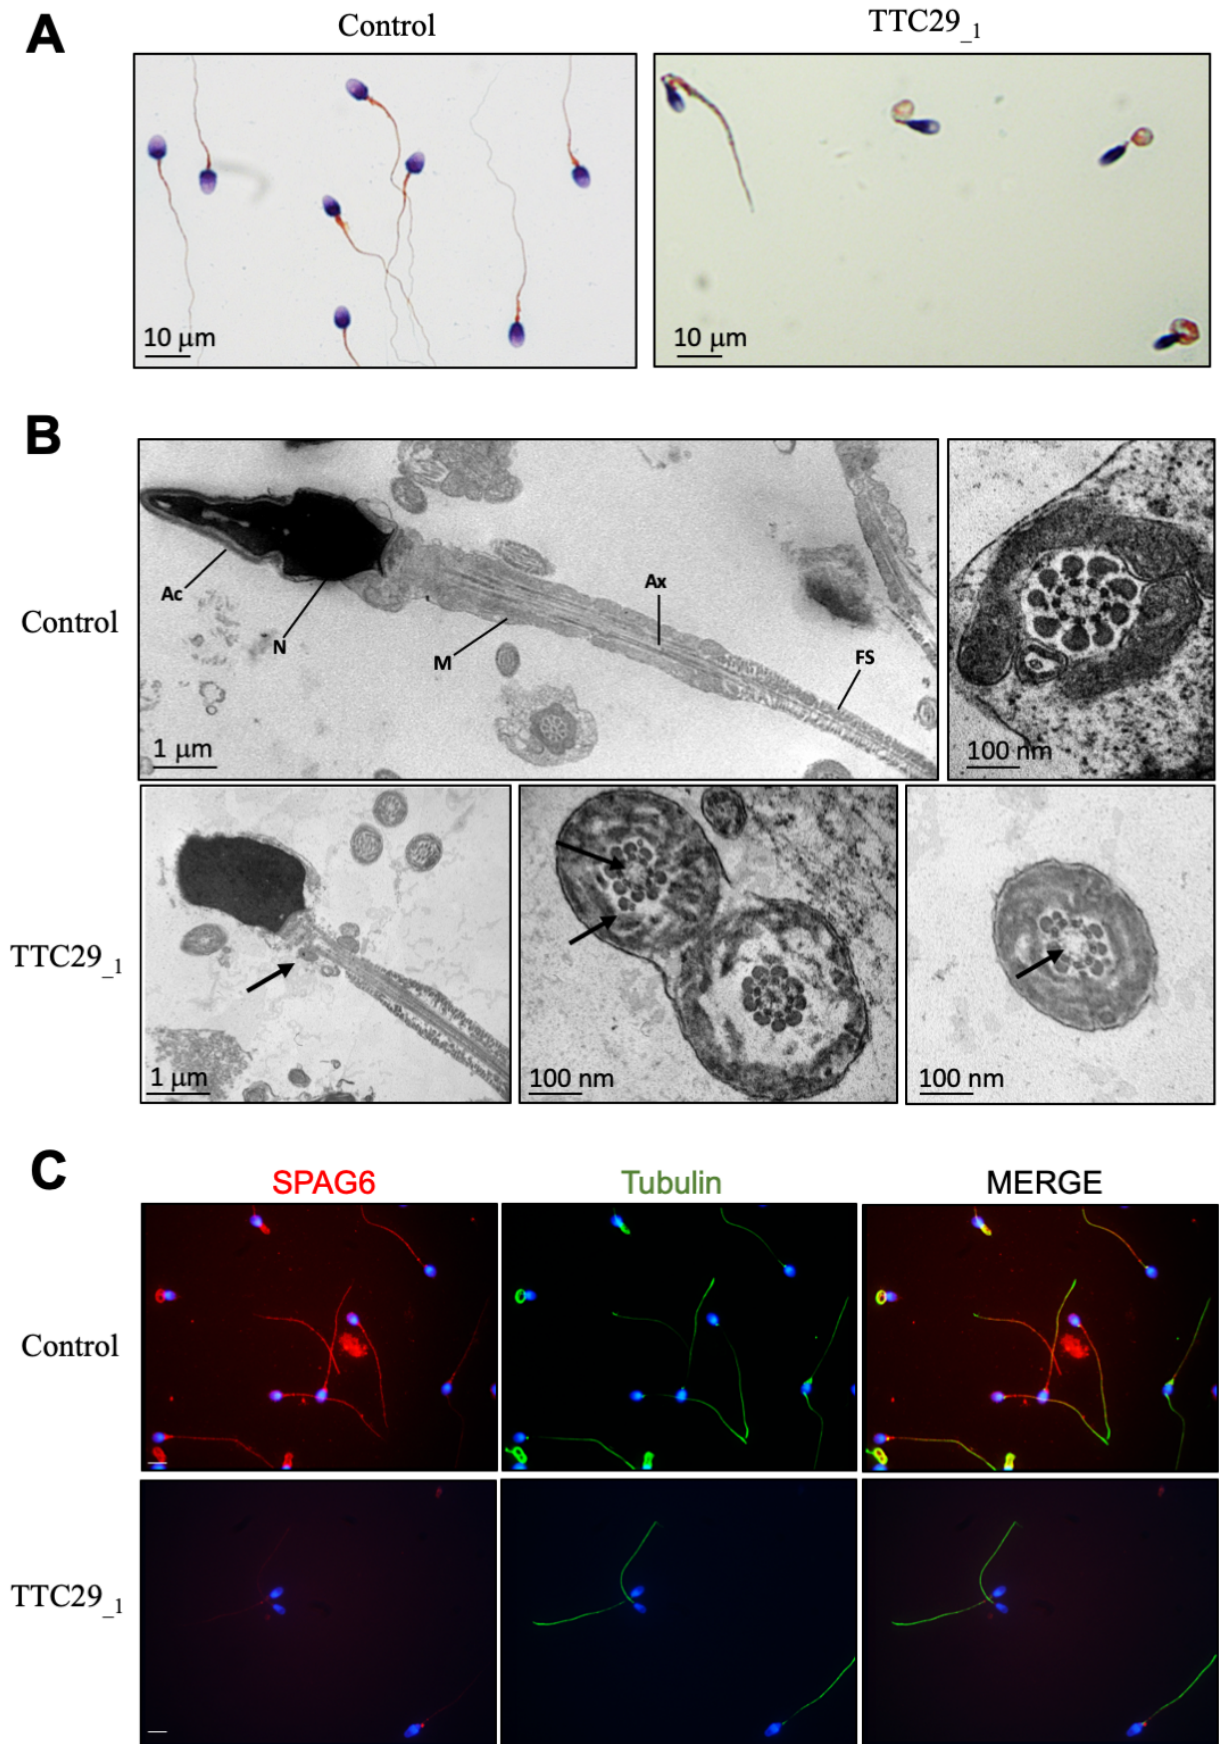 A
Control
TTC29_1
10 μm
10 μm
B
Control
Ac
N
M
Ax
FS
1 μm
100 nm
TTC29_1
1 μm
100 nm
100 nm
C
SPAG6
Tubulin
MERGE
Control
TTC29_1